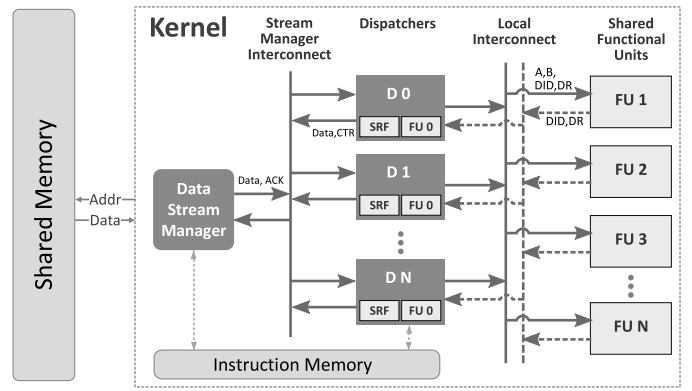 Kernel
Stream
Manager
Interconnect
Dispatchers
Local
Interconnect
Shared
Functional
Units
Shared Memory
Addr
Data
Data
Stream
Manager
Data, ACK
D 0
SRF
FU 0
Data,CTR
D 1
SRF
FU 0
D N
SRF
FU 0
A,B,
DID,DR
DID,DR
FU 1
FU 2
FU 3
FU N
Instruction Memory